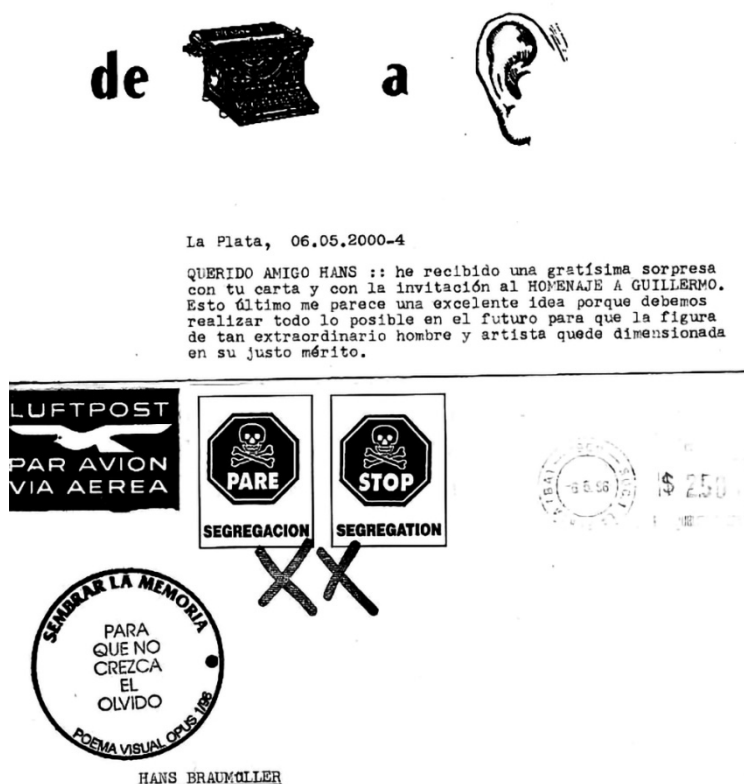 de a
La Plata, 06.05.2000-4
QUERIDO AMIGO HANS :: he recibido una gratísima sorpresa
con tu carta y con la invitación al HOMENAJE A GUILLERMO.
Esto último me parece una excelente idea porque debemos
realizar todo lo posible en el futuro para que la figura
de tan extraordinario hombre y artista quede dimensionada
en su justo mérito.
LUFTPOST
PAR AVION
VIA AEREA
PARE
SEGREGACION
STOP
SEGREGATION
$ 2.50
SEMBRAR LA MEMORIA
PARA
QUE NO
CREZCA
EL
OLVIDO
POEMA VISUAL OPUS 1/96
HANS BRAUMÜLLER